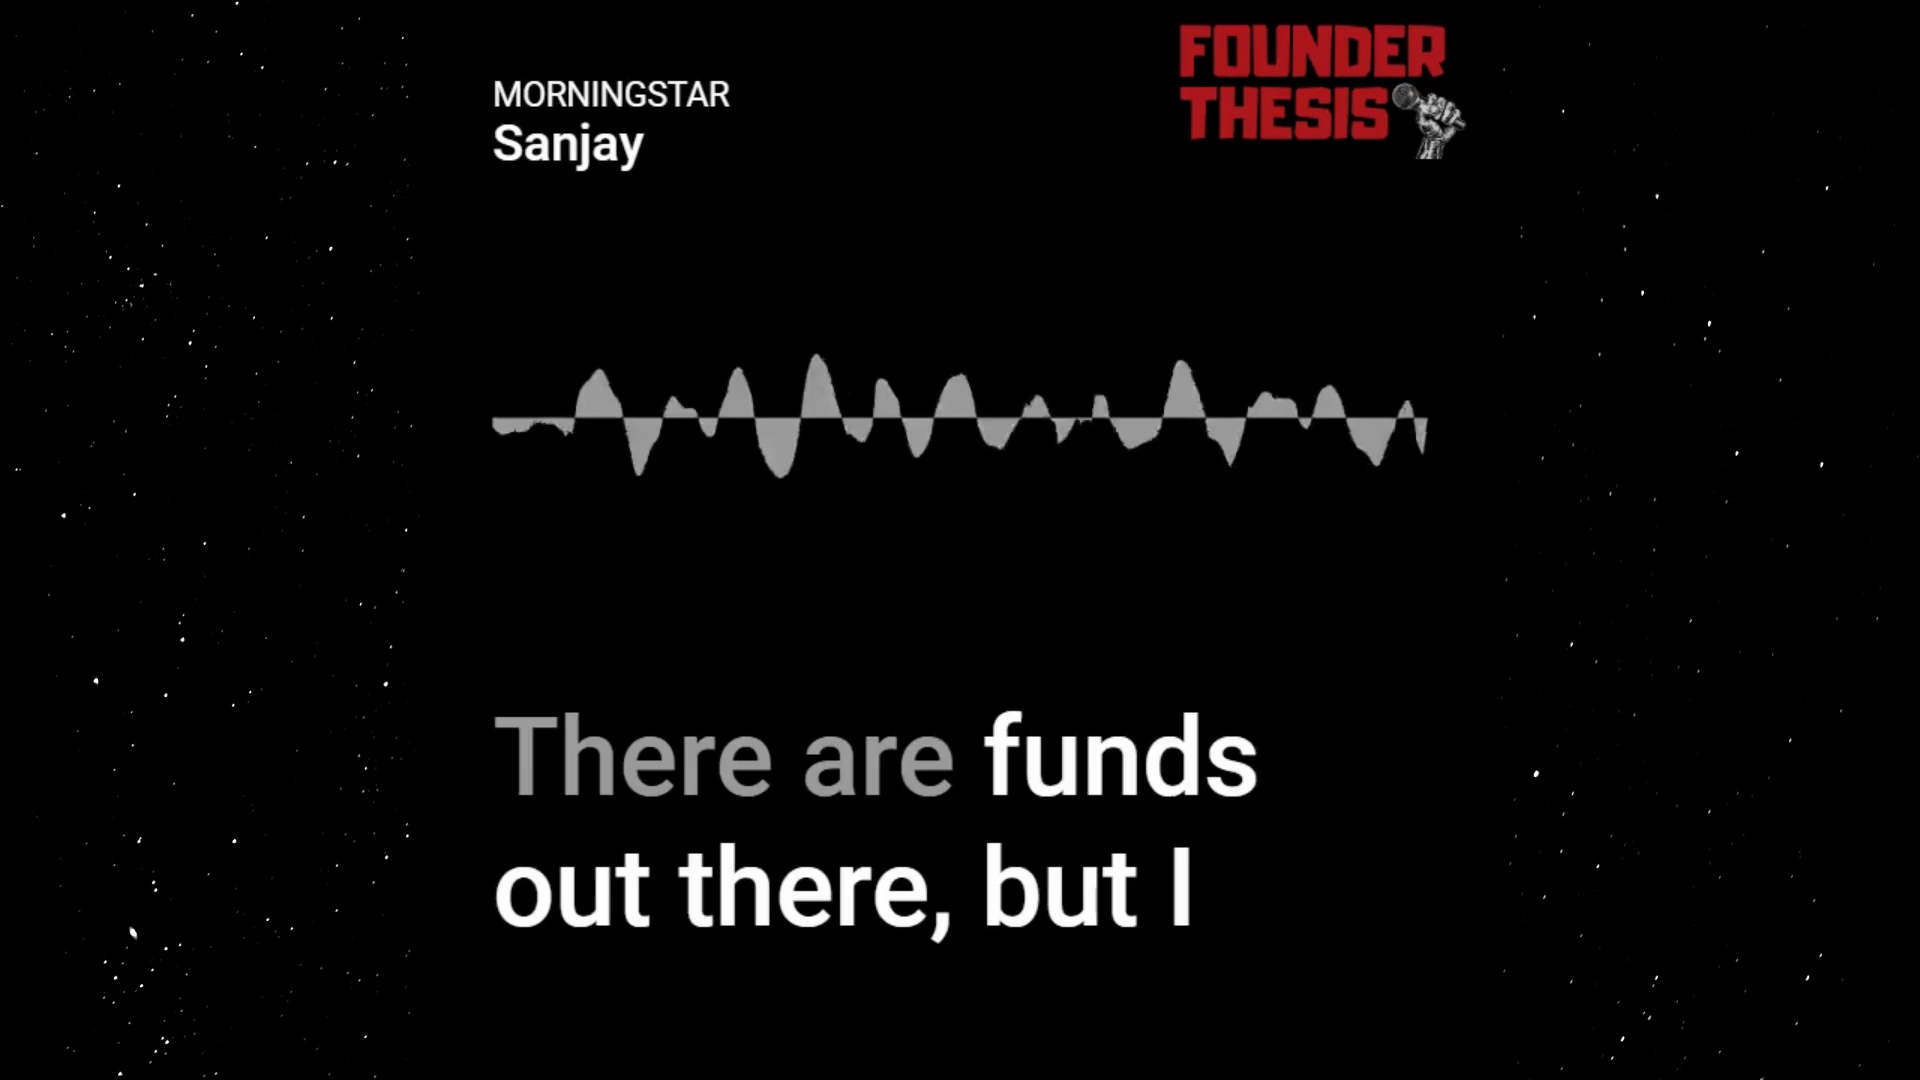 MORNINGSTAR
Sanjay
FOUNDER
THESIS
There are funds
out there, but I